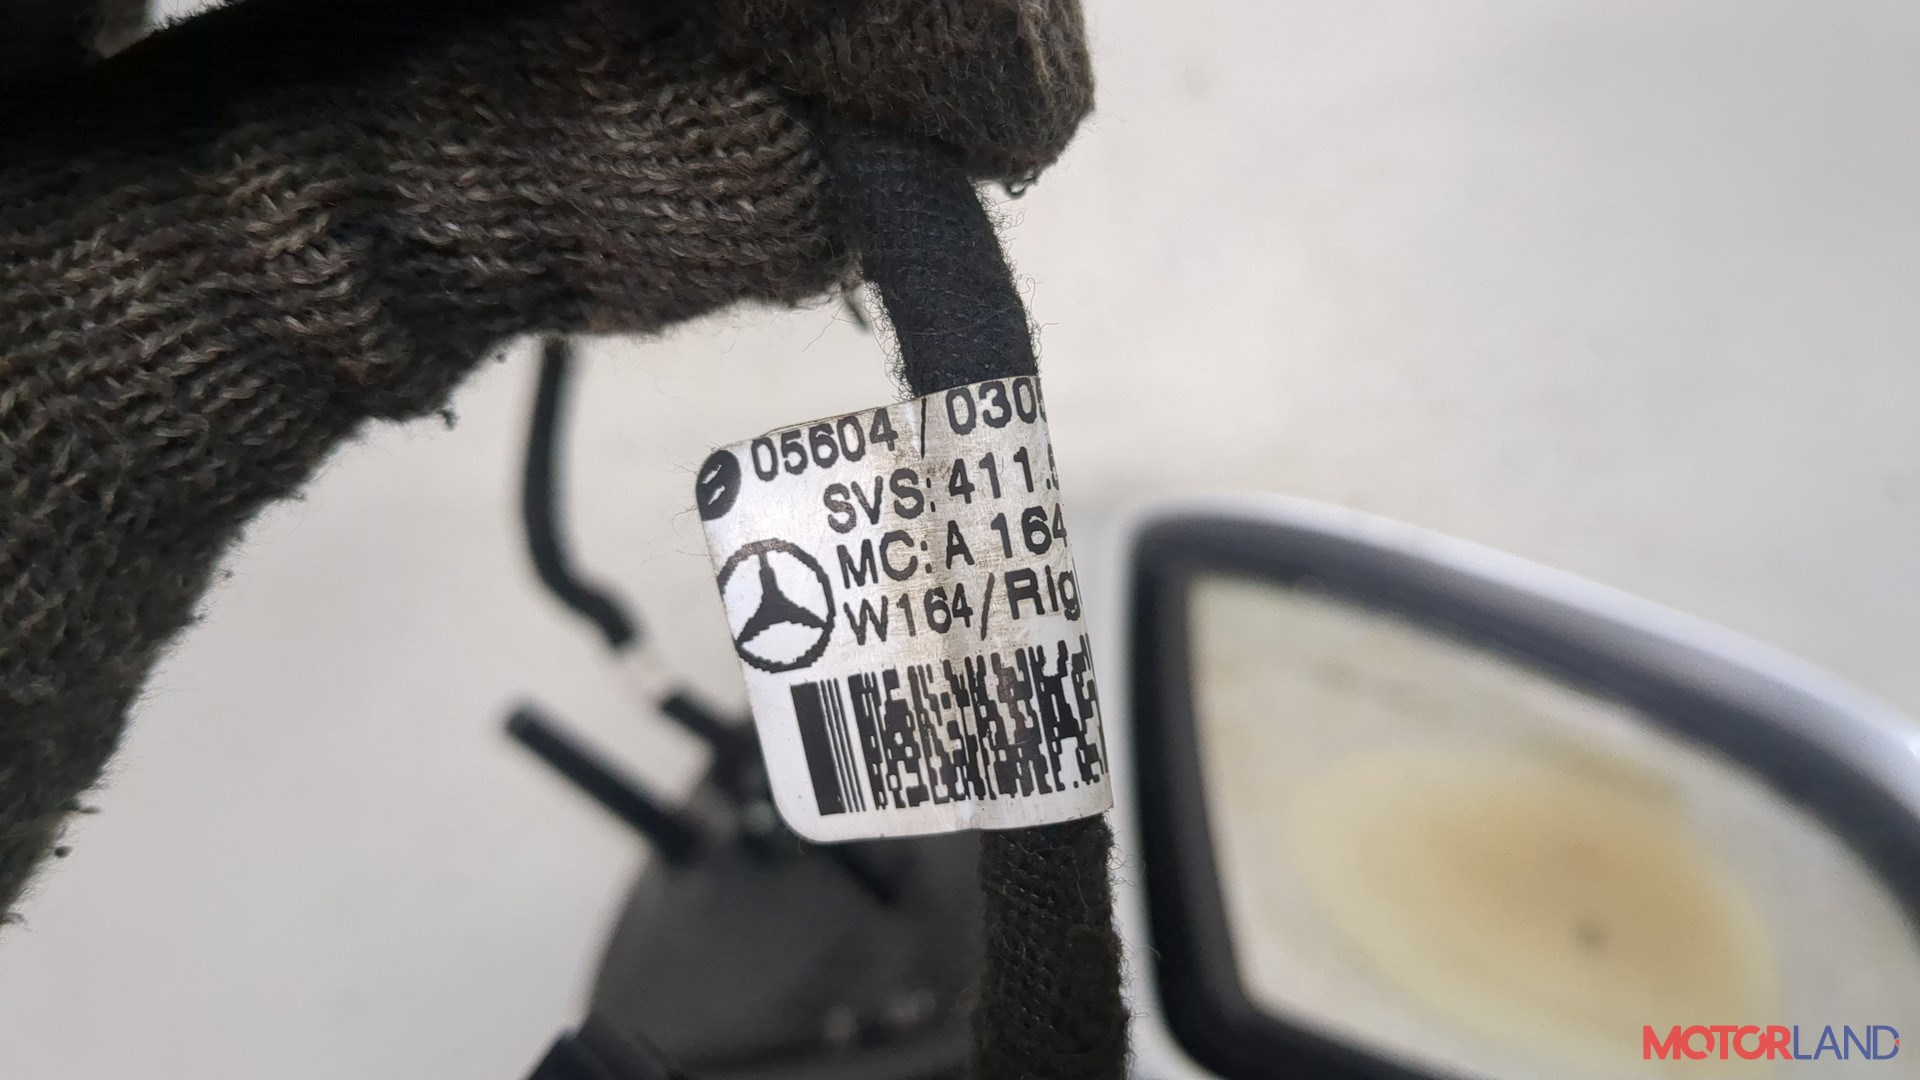 05604 / 030
SVS: 411.
MC: A 164
W164/Rig
MOTORLAND